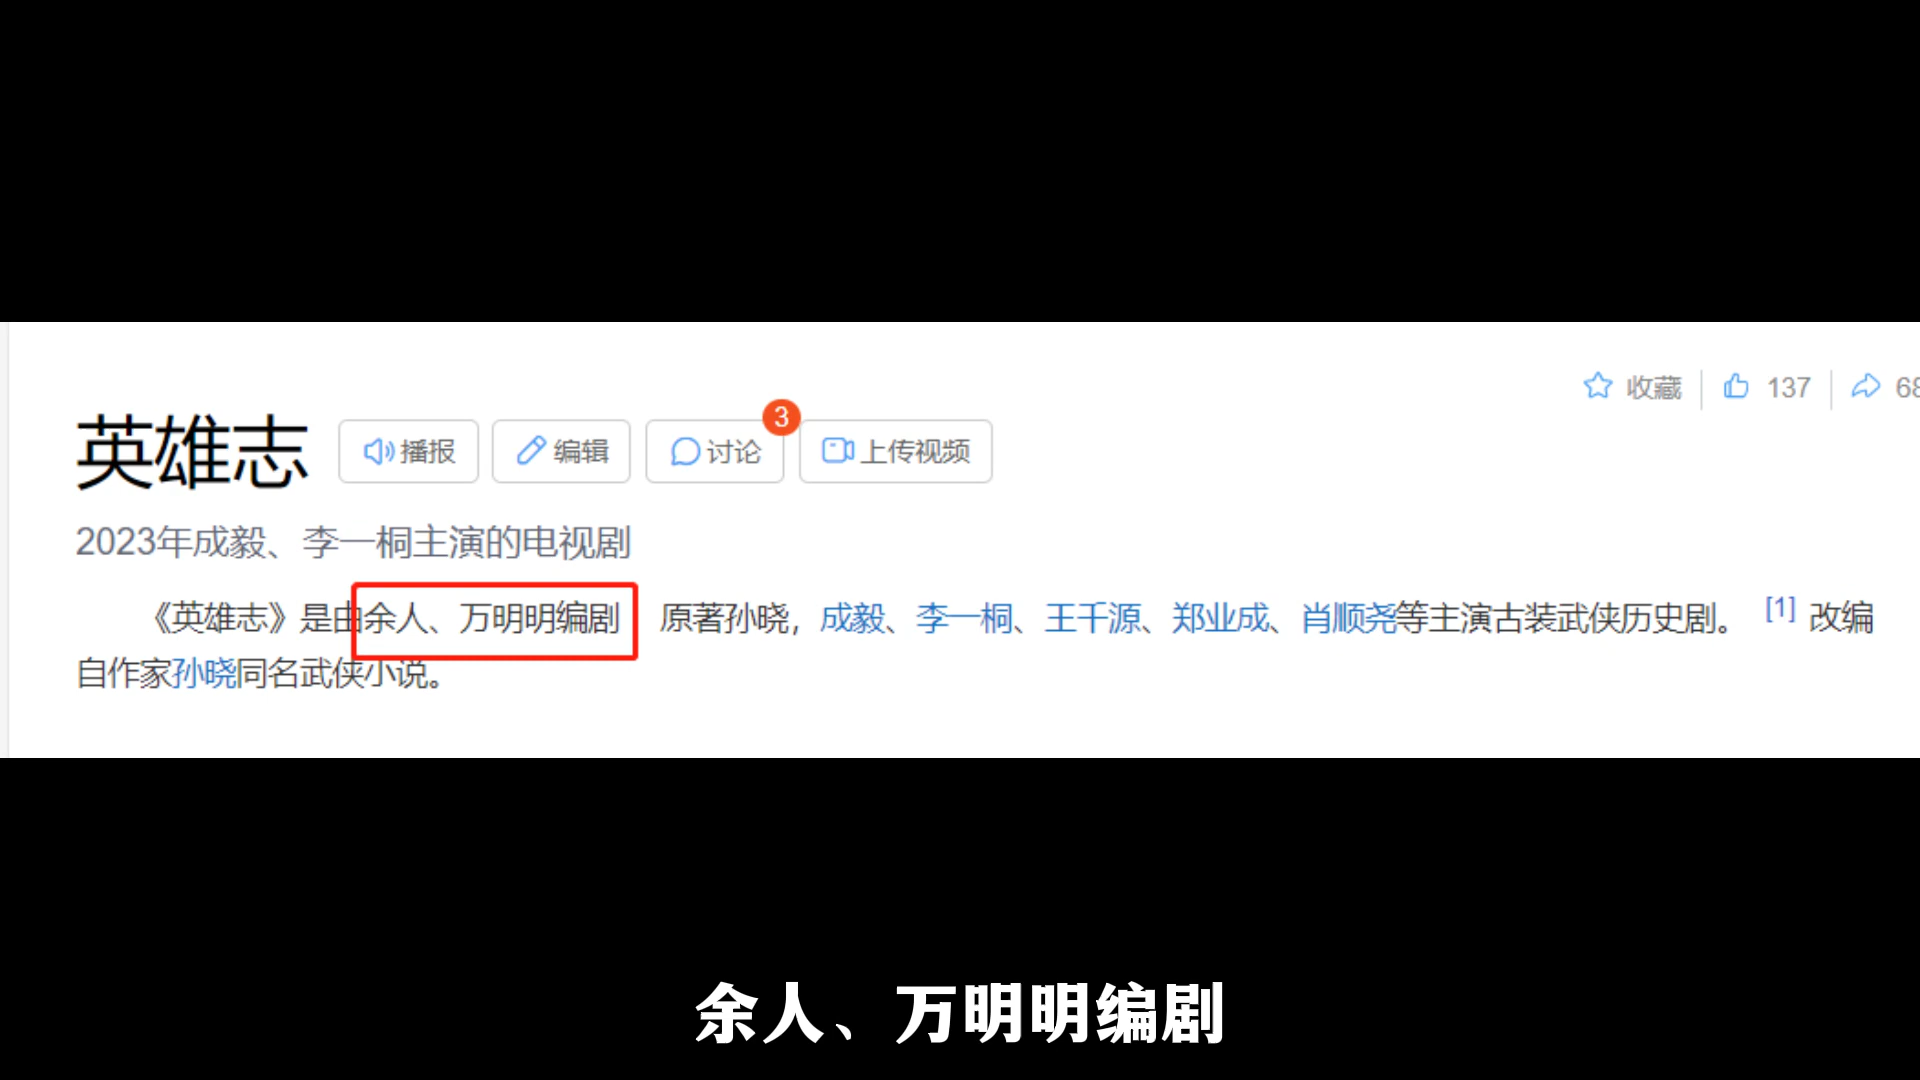 收藏 137 68
英雄志 播报 编辑 讨论 3 上传视频
2023年成毅、李一桐主演的电视剧
《英雄志》是由余人、万明明编剧 原著孙晓，成毅、李一桐、王千源、郑业成、肖顺尧等主演古装武侠历史剧。[1] 改编
自作家孙晓同名武侠小说。
余人、万明明编剧